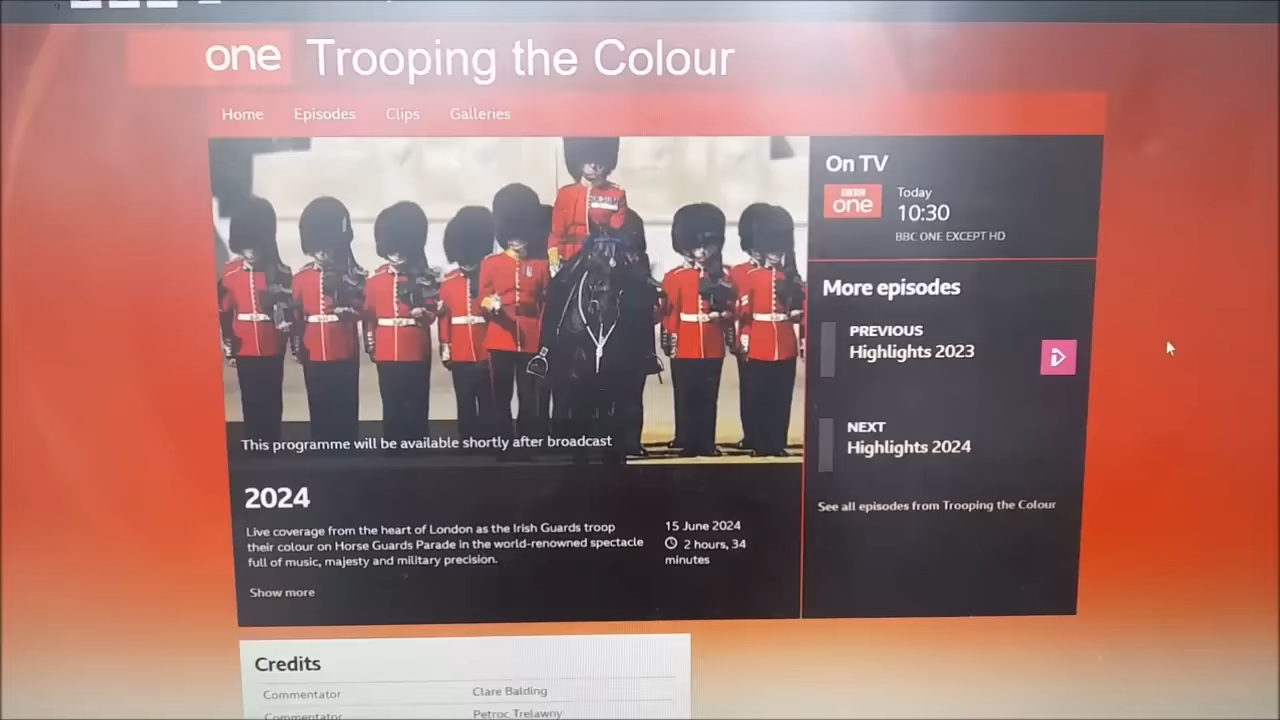 one Trooping the Colour
Home Episodes Clips Galleries
On TV
BBC one
Today
10:30
BBC ONE EXCEPT HD
More episodes
PREVIOUS
Highlights 2023
NEXT
Highlights 2024
See all episodes from Trooping the Colour
This programme will be available shortly after broadcast
2024
Live coverage from the heart of London as the Irish Guards troop
their colour on Horse Guards Parade in the world-renowned spectacle
full of music, majesty and military precision.
15 June 2024
2 hours, 34
minutes
Show more
Credits
Commentator Clare Balding
Commentator Petroc Trelawny